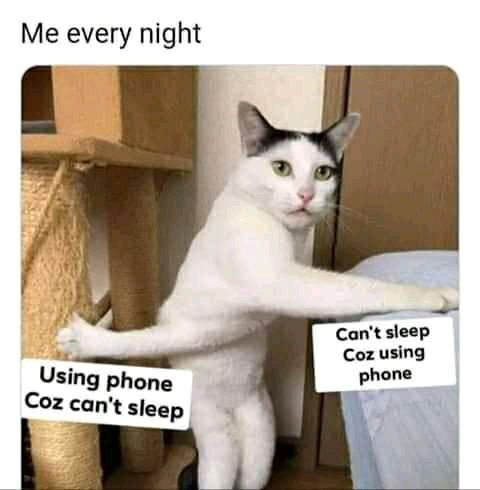 Me every night
Can't sleep
Coz using
phone
Using phone
Coz can't sleep